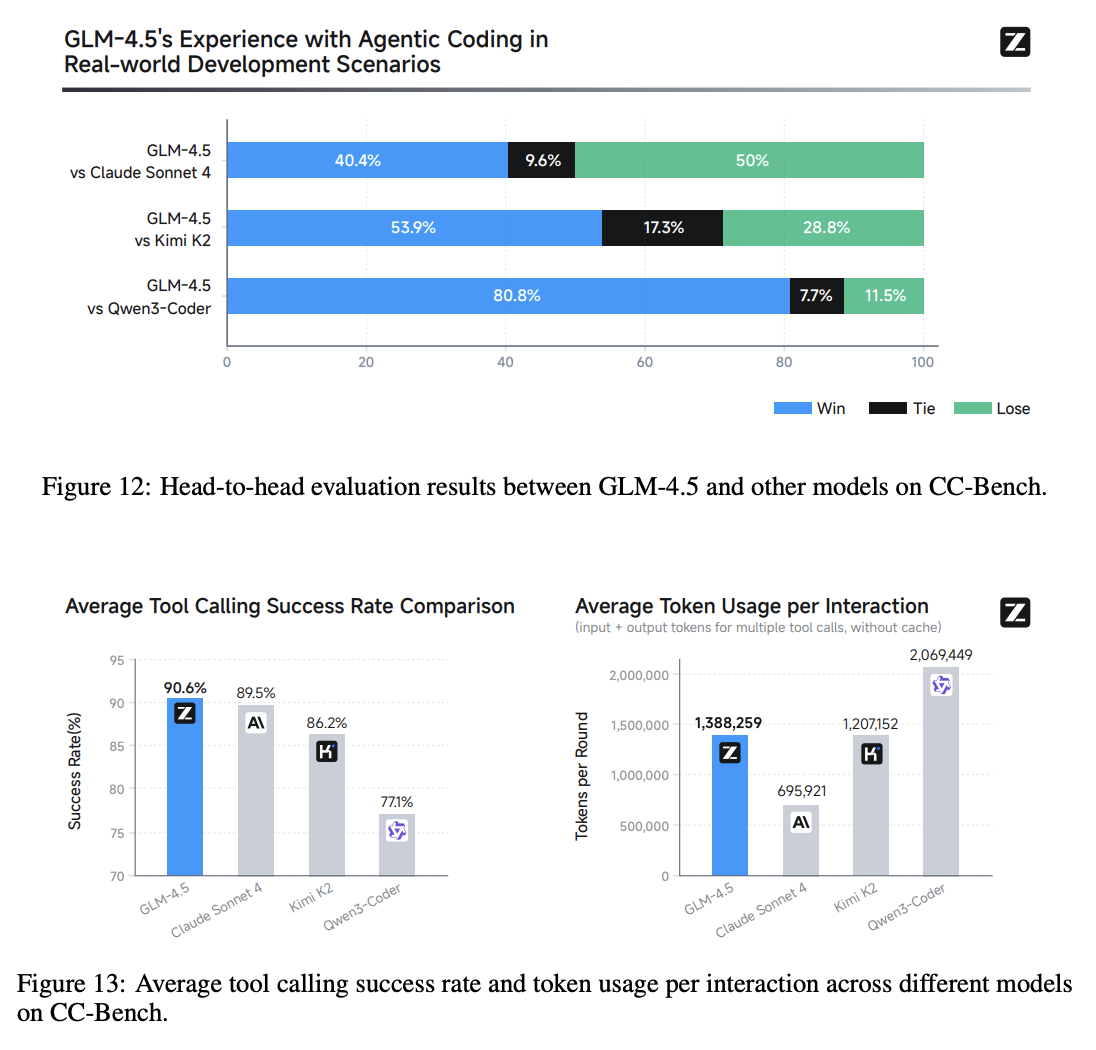 GLM-4.5's Experience with Agentic Coding in
Real-world Development Scenarios
Z
GLM-4.5
vs Claude Sonnet 4
40.4%
9.6%
50%
GLM-4.5
vs Kimi K2
53.9%
17.3%
28.8%
GLM-4.5
vs Qwen3-Coder
80.8%
7.7%
11.5%
0
20
40
60
80
100
Win
Tie
Lose
Figure 12: Head-to-head evaluation results between GLM-4.5 and other models on CC-Bench.
Average Tool Calling Success Rate Comparison
Success Rate(%)
95
90
85
80
75
70
90.6%
Z
89.5%
A\
86.2%
K
77.1%
GLM-4.5
Claude Sonnet 4
Kimi K2
Qwen3-Coder
Average Token Usage per Interaction
Z
(input + output tokens for multiple tool calls, without cache)
Tokens per Round
2,000,000
1,500,000
1,000,000
500,000
0
1,388,259
Z
695,921
A\
1,207,152
K
2,069,449
GLM-4.5
Claude Sonnet 4
Kimi K2
Qwen3-Coder
Figure 13: Average tool calling success rate and token usage per interaction across different models
on CC-Bench.